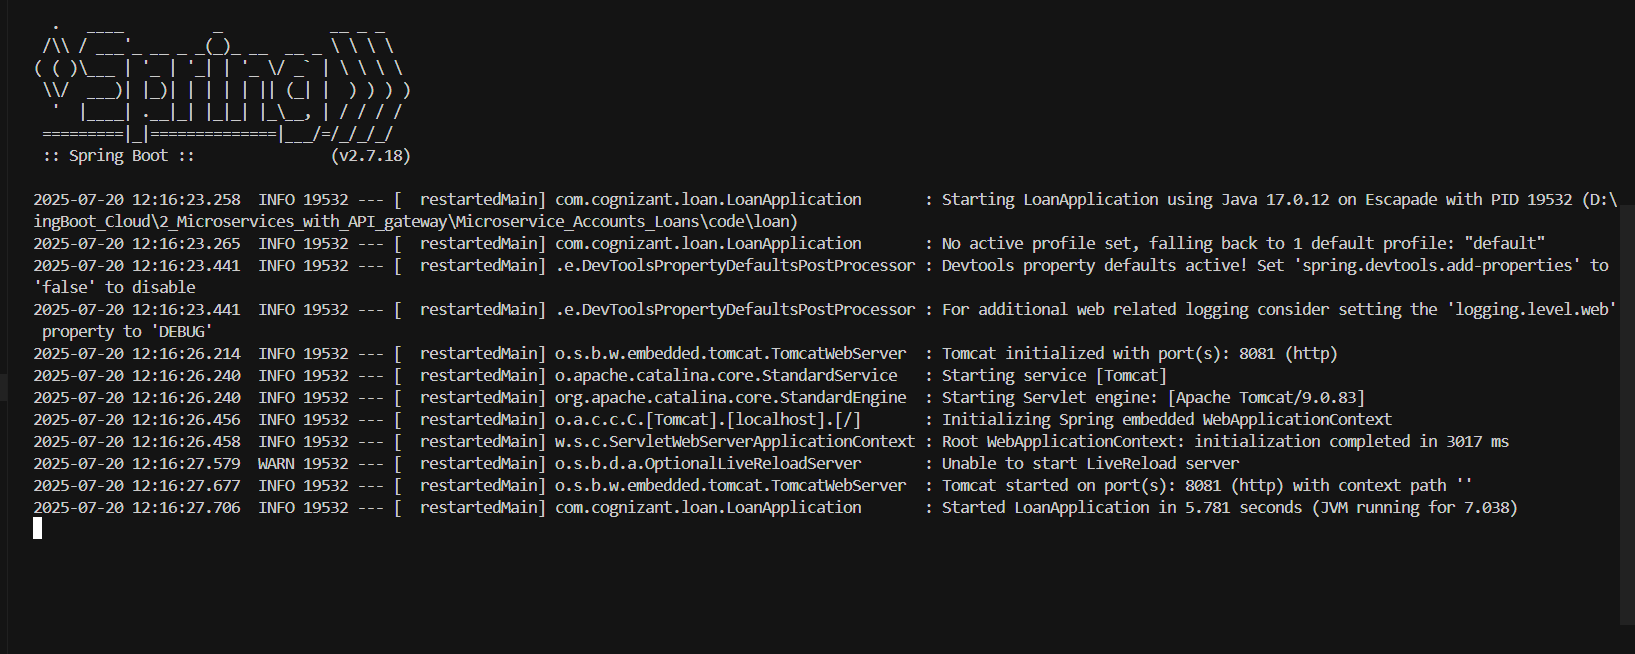 .   ____          _            __ _ _
 /\\ / ___'_ __ _ _(_)_ __  __ _ \ \ \ \
( ( )\___ | '_ | '_| | '_ \/ _` | \ \ \ \
 \\/  ___)| |_)| | | | | || (_| |  ) ) ) )
  '  |____| .__|_| |_|_| |_\__, | / / / /
 =========|_|==============|___/=/_/_/_/
 :: Spring Boot ::               (v2.7.18)
2025-07-20 12:16:23.258  INFO 19532 --- [  restartedMain] com.cognizant.loan.LoanApplication       : Starting LoanApplication using Java 17.0.12 on Escapade with PID 19532 (D:\
ingBoot_Cloud\2_Microservices_with_API_gateway\Microservice_Accounts_Loans\code\loan)
2025-07-20 12:16:23.265  INFO 19532 --- [  restartedMain] com.cognizant.loan.LoanApplication       : No active profile set, falling back to 1 default profile: "default"
2025-07-20 12:16:23.441  INFO 19532 --- [  restartedMain] .e.DevToolsPropertyDefaultsPostProcessor : Devtools property defaults active! Set 'spring.devtools.add-properties' to
'false' to disable
2025-07-20 12:16:23.441  INFO 19532 --- [  restartedMain] .e.DevToolsPropertyDefaultsPostProcessor : For additional web related logging consider setting the 'logging.level.web'
 property to 'DEBUG'
2025-07-20 12:16:26.214  INFO 19532 --- [  restartedMain] o.s.b.w.embedded.tomcat.TomcatWebServer  : Tomcat initialized with port(s): 8081 (http)
2025-07-20 12:16:26.240  INFO 19532 --- [  restartedMain] o.apache.catalina.core.StandardService   : Starting service [Tomcat]
2025-07-20 12:16:26.240  INFO 19532 --- [  restartedMain] org.apache.catalina.core.StandardEngine  : Starting Servlet engine: [Apache Tomcat/9.0.83]
2025-07-20 12:16:26.456  INFO 19532 --- [  restartedMain] o.a.c.c.C.[Tomcat].[localhost].[/]       : Initializing Spring embedded WebApplicationContext
2025-07-20 12:16:26.458  INFO 19532 --- [  restartedMain] w.s.c.ServletWebServerApplicationContext : Root WebApplicationContext: initialization completed in 3017 ms
2025-07-20 12:16:27.579  WARN 19532 --- [  restartedMain] o.s.b.d.a.OptionalLiveReloadServer       : Unable to start LiveReload server
2025-07-20 12:16:27.677  INFO 19532 --- [  restartedMain] o.s.b.w.embedded.tomcat.TomcatWebServer  : Tomcat started on port(s): 8081 (http) with context path ''
2025-07-20 12:16:27.706  INFO 19532 --- [  restartedMain] com.cognizant.loan.LoanApplication       : Started LoanApplication in 5.781 seconds (JVM running for 7.038)